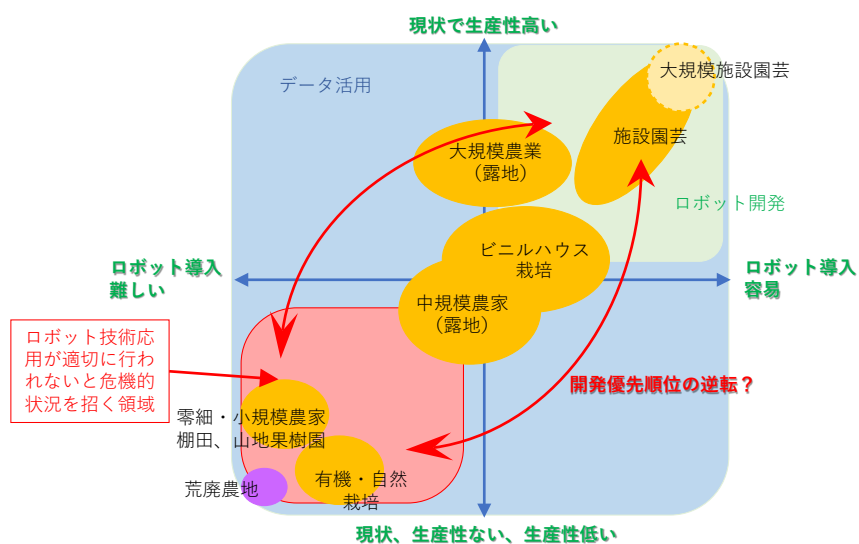 現状で生産性高い
データ活用
大規模施設園芸
施設園芸
大規模農業
（露地）
ロボット開発
ビニルハウス
栽培
ロボット導入
難しい
ロボット導入
容易
中規模農家
（露地）
ロボット技術応
用が適切に行わ
れないと危機的
状況を招く領域
開発優先順位の逆転？
零細・小規模農家
棚田、山地果樹園
有機・自然
栽培
荒廃農地
現状、生産性ない、生産性低い